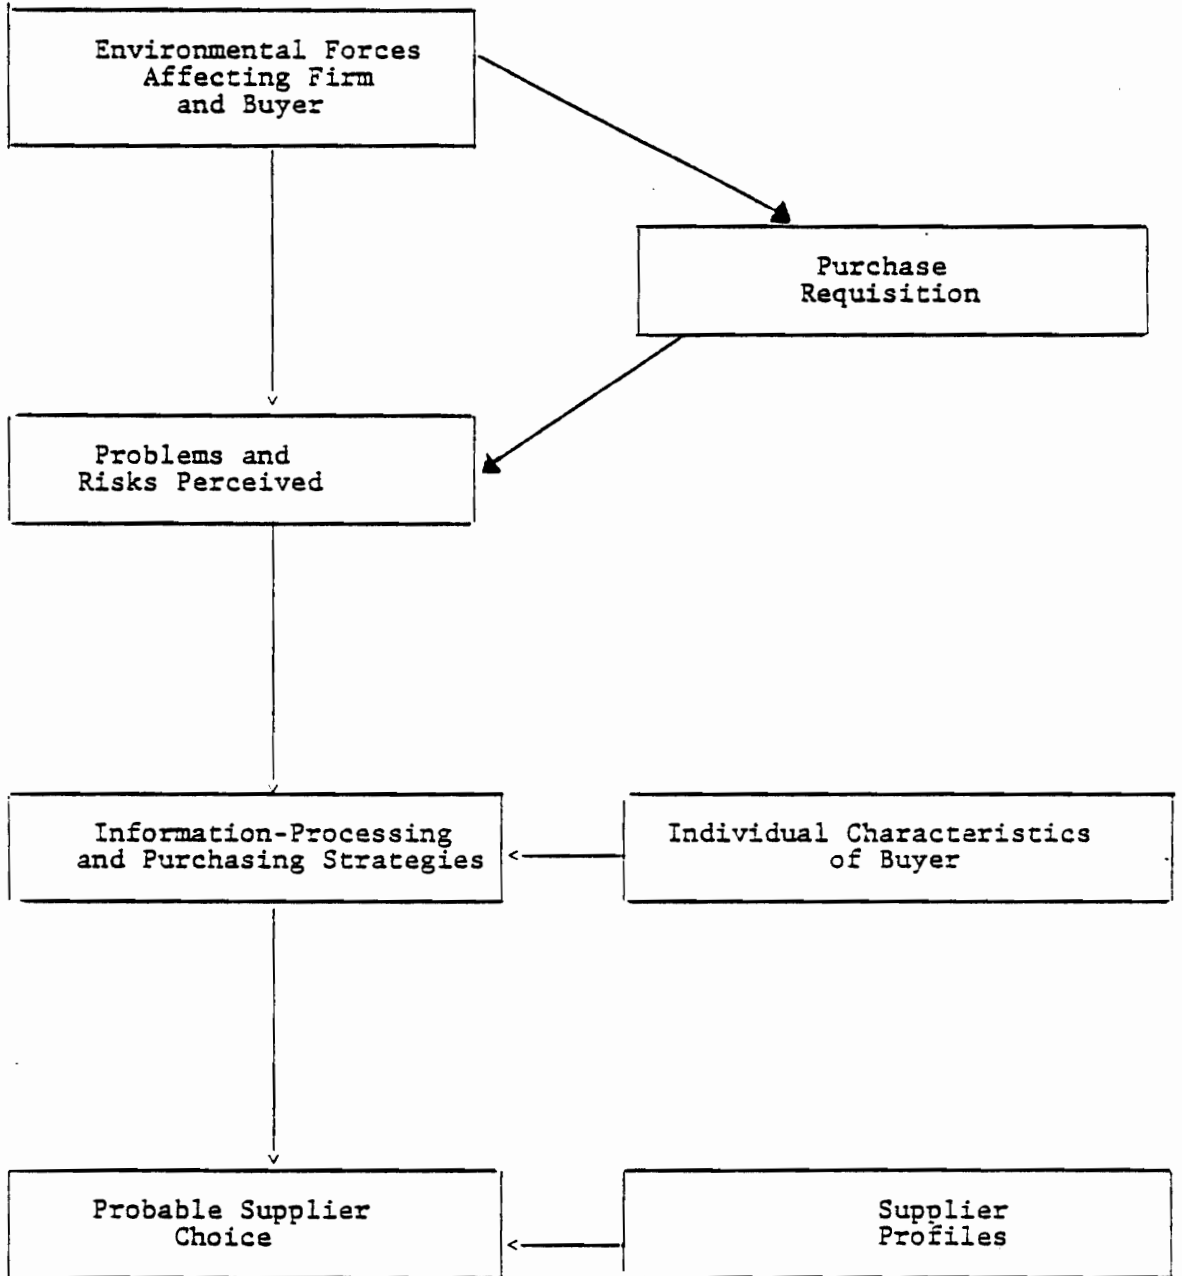 Environmental Forces
Affecting Firm
and Buyer
Purchase
Requisition
Problems and
Risks Perceived
Information-Processing
and Purchasing Strategies
Individual Characteristics
of Buyer
Probable Supplier
Choice
Supplier
Profiles